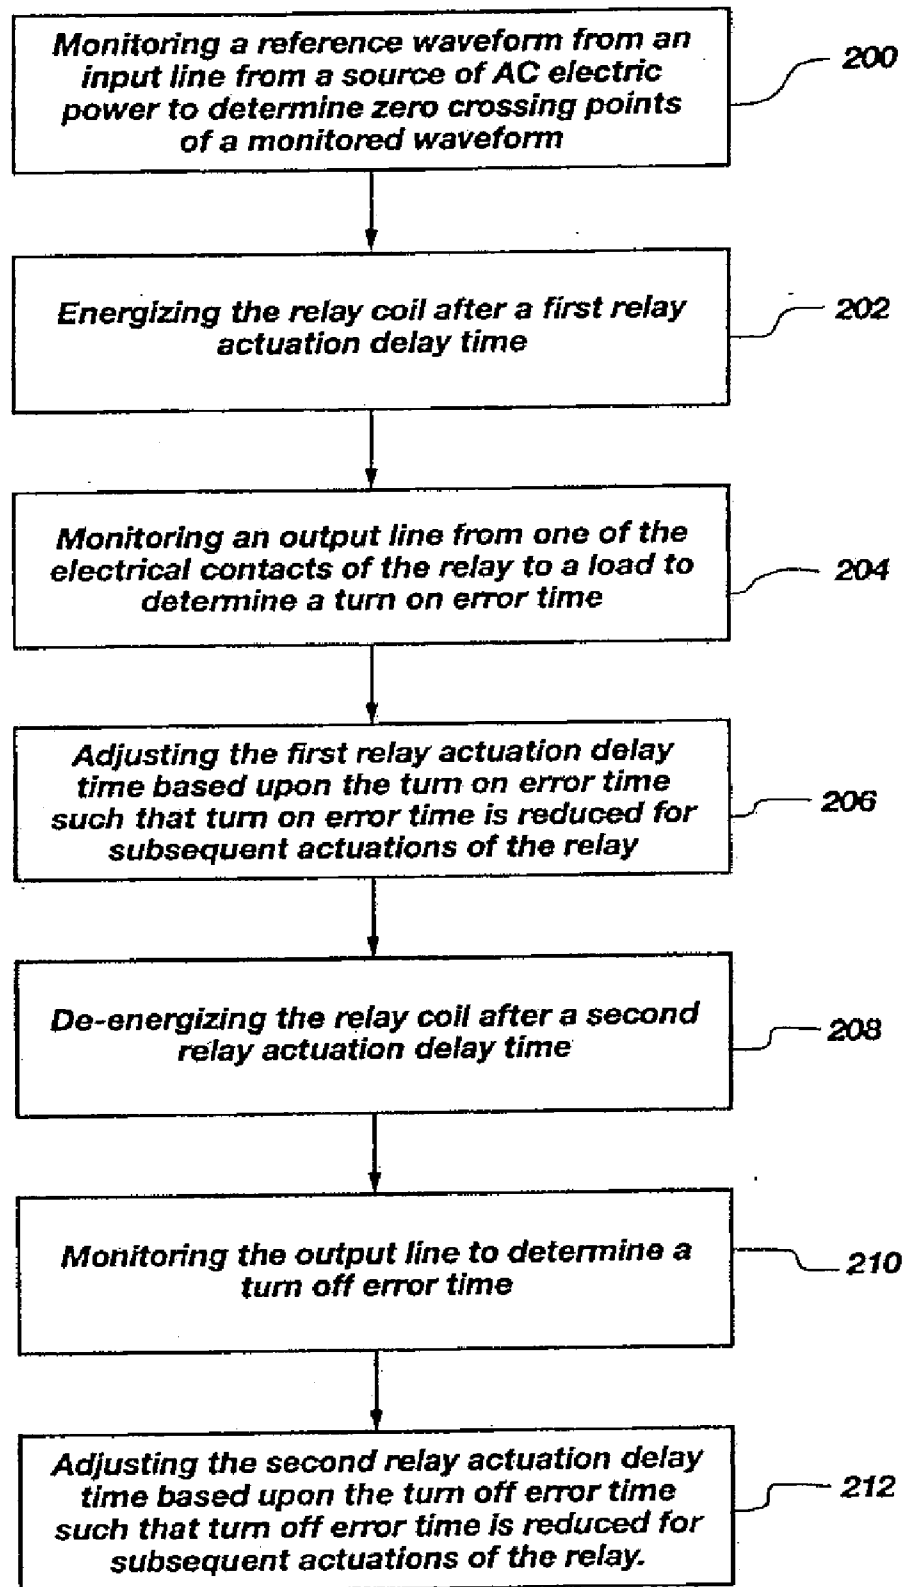 Monitoring a reference waveform from an
input line from a source of AC electric
power to determine zero crossing points
of a monitored waveform
200
Energizing the relay coil after a first relay
actuation delay time
202
Monitoring an output line from one of the
electrical contacts of the relay to a load to
determine a turn on error time
204
Adjusting the first relay actuation delay
time based upon the turn on error time
such that turn on error time is reduced for
subsequent actuations of the relay
206
De-energizing the relay coil after a second
relay actuation delay time
208
Monitoring the output line to determine a
turn off error time
210
Adjusting the second relay actuation delay
time based upon the turn off error time
such that turn off error time is reduced for
subsequent actuations of the relay.
212